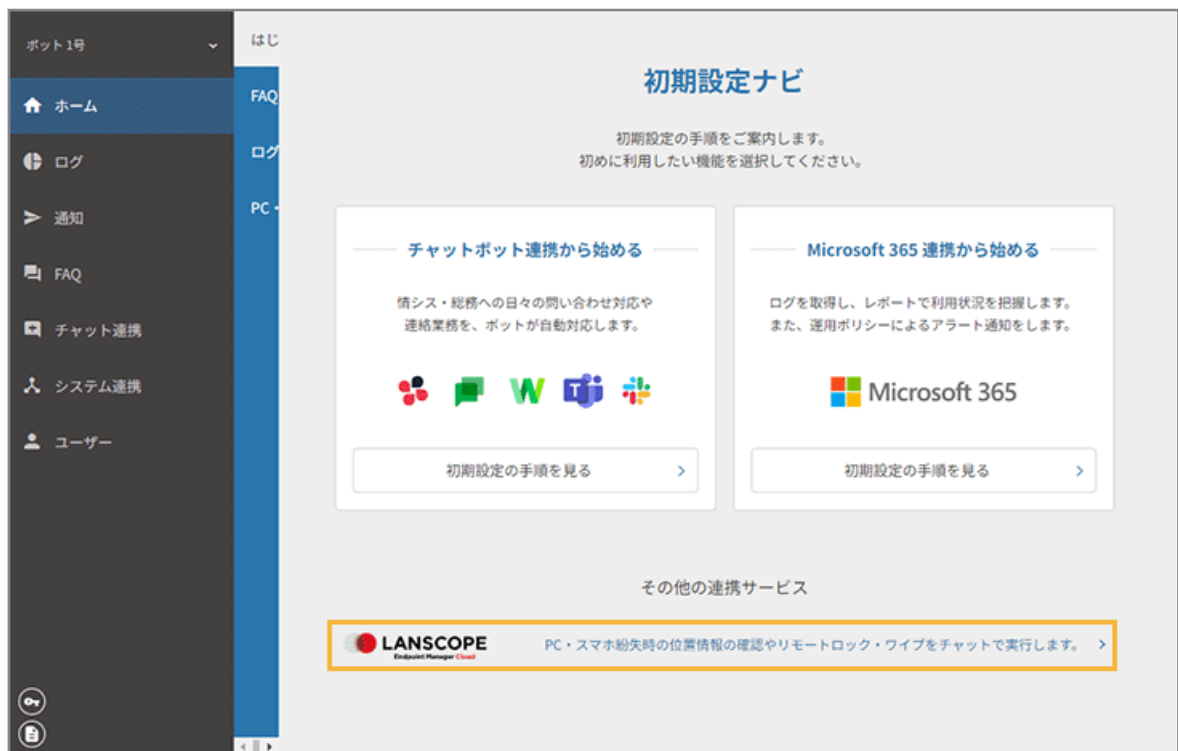 ボット1号
ホーム
ログ
通知
FAQ
チャット連携
システム連携
ユーザー
はじ
FAQ
ログ
PC・
初期設定ナビ
初期設定の手順をご案内します。
初めに利用したい機能を選択してください。
チャットボット連携から始める
情シス・総務への日々の問い合わせ対応や
連絡業務を、ボットが自動対応します。
初期設定の手順を見る
Microsoft 365 連携から始める
ログを取得し、レポートで利用状況を把握します。
また、運用ポリシーによるアラート通知をします。
Microsoft 365
初期設定の手順を見る
その他の連携サービス
LANSCOPE
Endpoint Manager Cloud
PC・スマホ紛失時の位置情報の確認やリモートロック・ワイプをチャットで実行します。